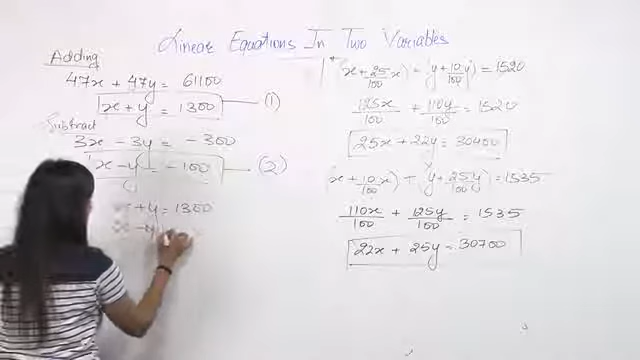 Linear Equations In Two Variables
Adding
47x + 47y = 61100
x + y = 1300 (1)
Subtract
3x - 3y = - 300
x - y = - 100 (2)
x + y = 1300
x - y
(x + 25/100 x) + (y + 10/100 y) = 1520
125x/100 + 110y/100 = 1520
25x + 22y = 30400
x + 10/100 x) + (y + 25/100 y) = 1535
110x/100 + 125y/100 = 1535
22x + 25y = 30700